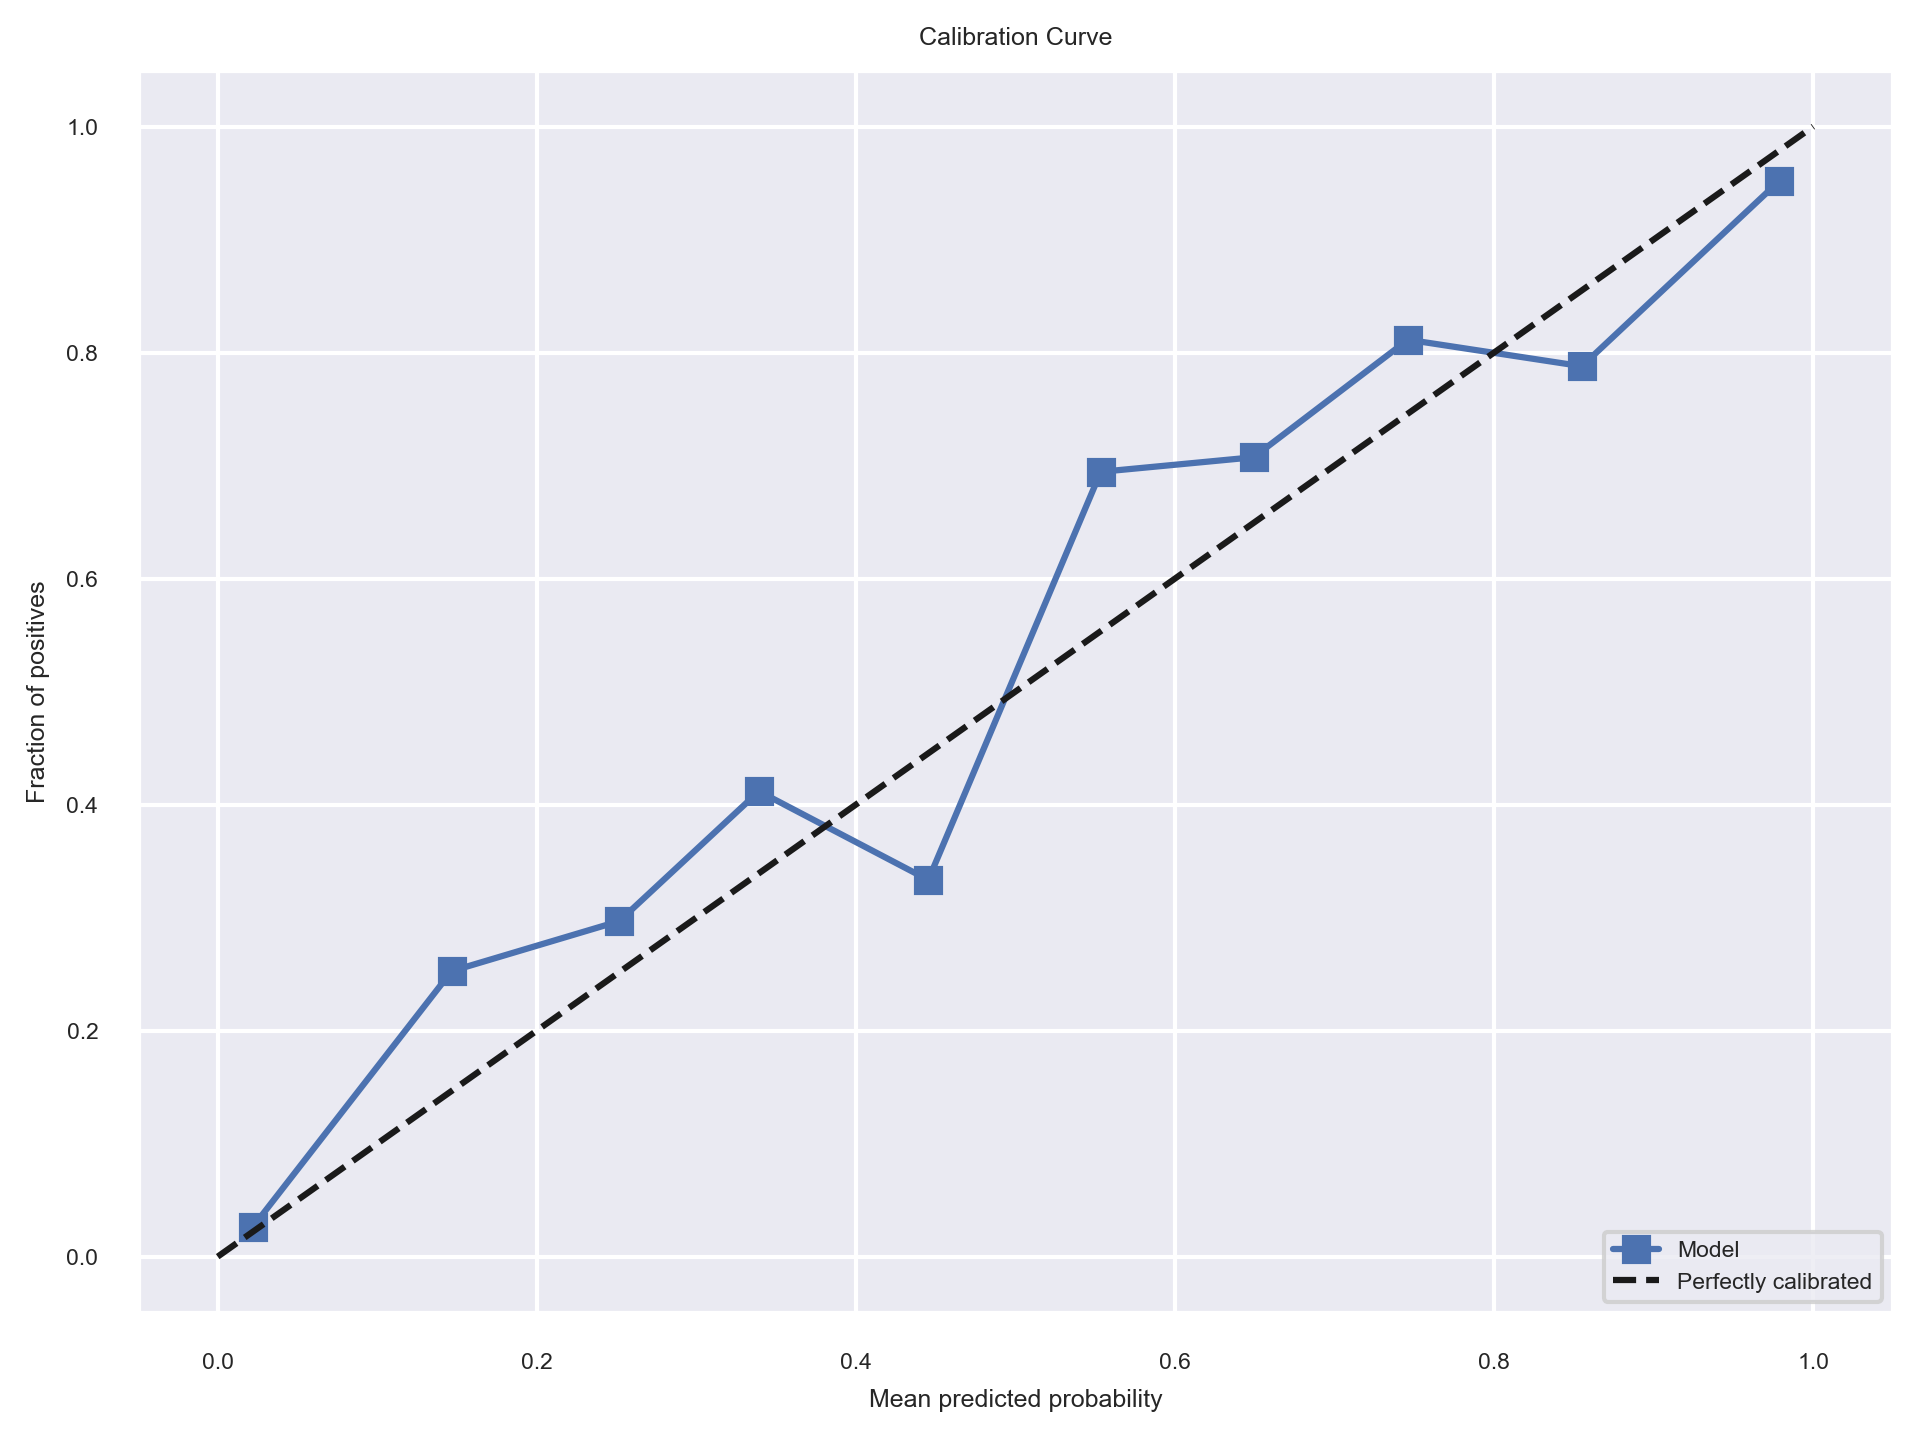 Calibration Curve
1.0
0.8
0.6
0.4
0.2
0.0
Fraction of positives
0.0 0.2 0.4 0.6 0.8 1.0
Mean predicted probability
Model
Perfectly calibrated